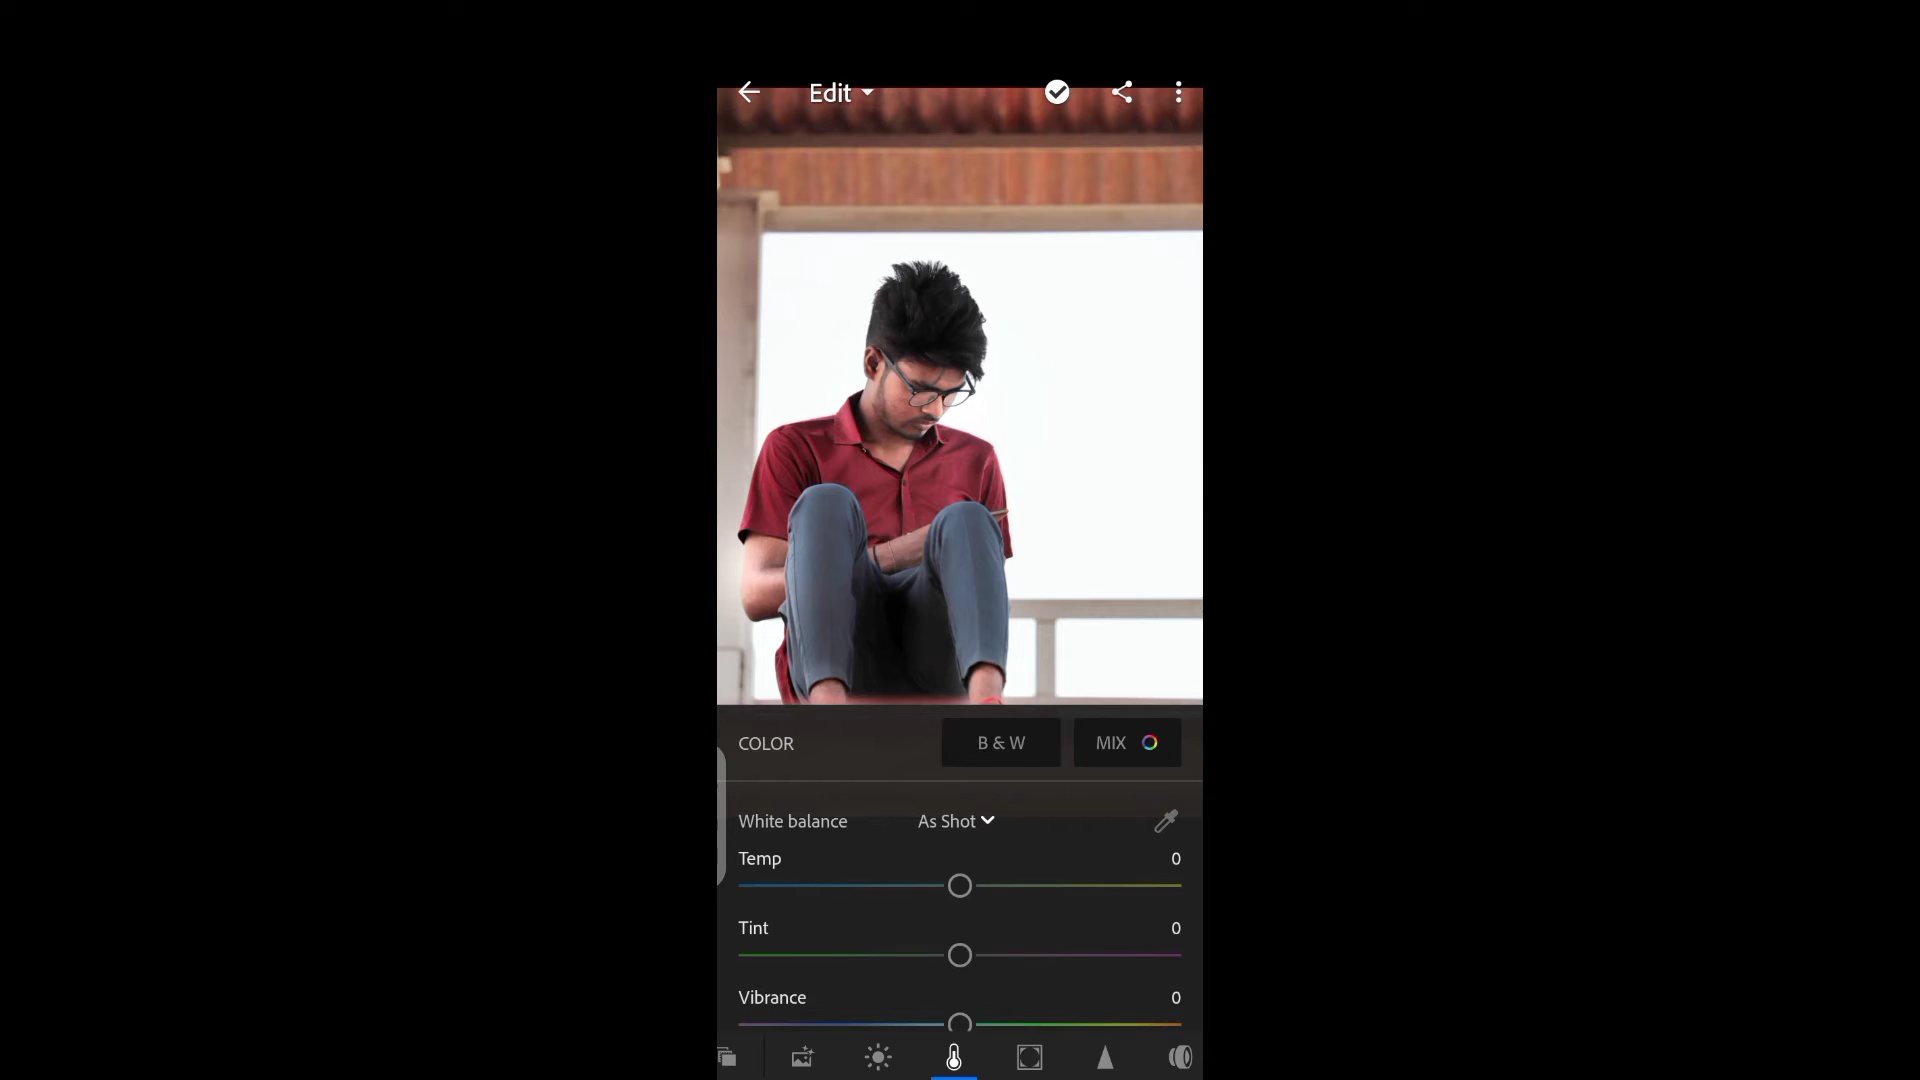 Edit
COLOR B & W MIX
White balance As Shot
Temp 0
Tint 0
Vibrance 0